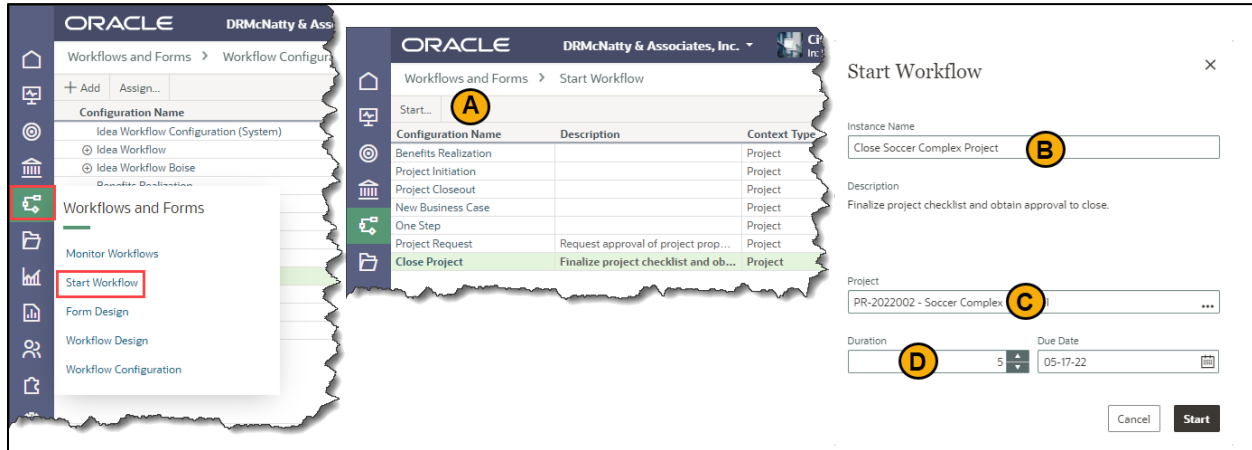 ORACLE
DRMcNatty & Ass
Workflows and Forms > Workflow Configur
+ Add Assign...
Configuration Name
Idea Workflow Configuration (System)
Idea Workflow
Idea Workflow Boise
Benefits Realization
Workflows and Forms
Monitor Workflows
Start Workflow
Form Design
Workflow Design
Workflow Configuration
ORACLE
DRMcNatty & Associates, Inc.
Workflows and Forms > Start Workflow
Start... A
Configuration Name Description Context Type
Benefits Realization Project
Project Initiation Project
Project Closeout Project
New Business Case Project
One Step Project
Project Request Request approval of project prop... Project
Close Project Finalize project checklist and ob... Project
Start Workflow
Instance Name
Close Soccer Complex Project B
Description
Finalize project checklist and obtain approval to close.
Project
PR-2022002 - Soccer Complex C ...
Duration Due Date
D 5 05-17-22
Cancel Start